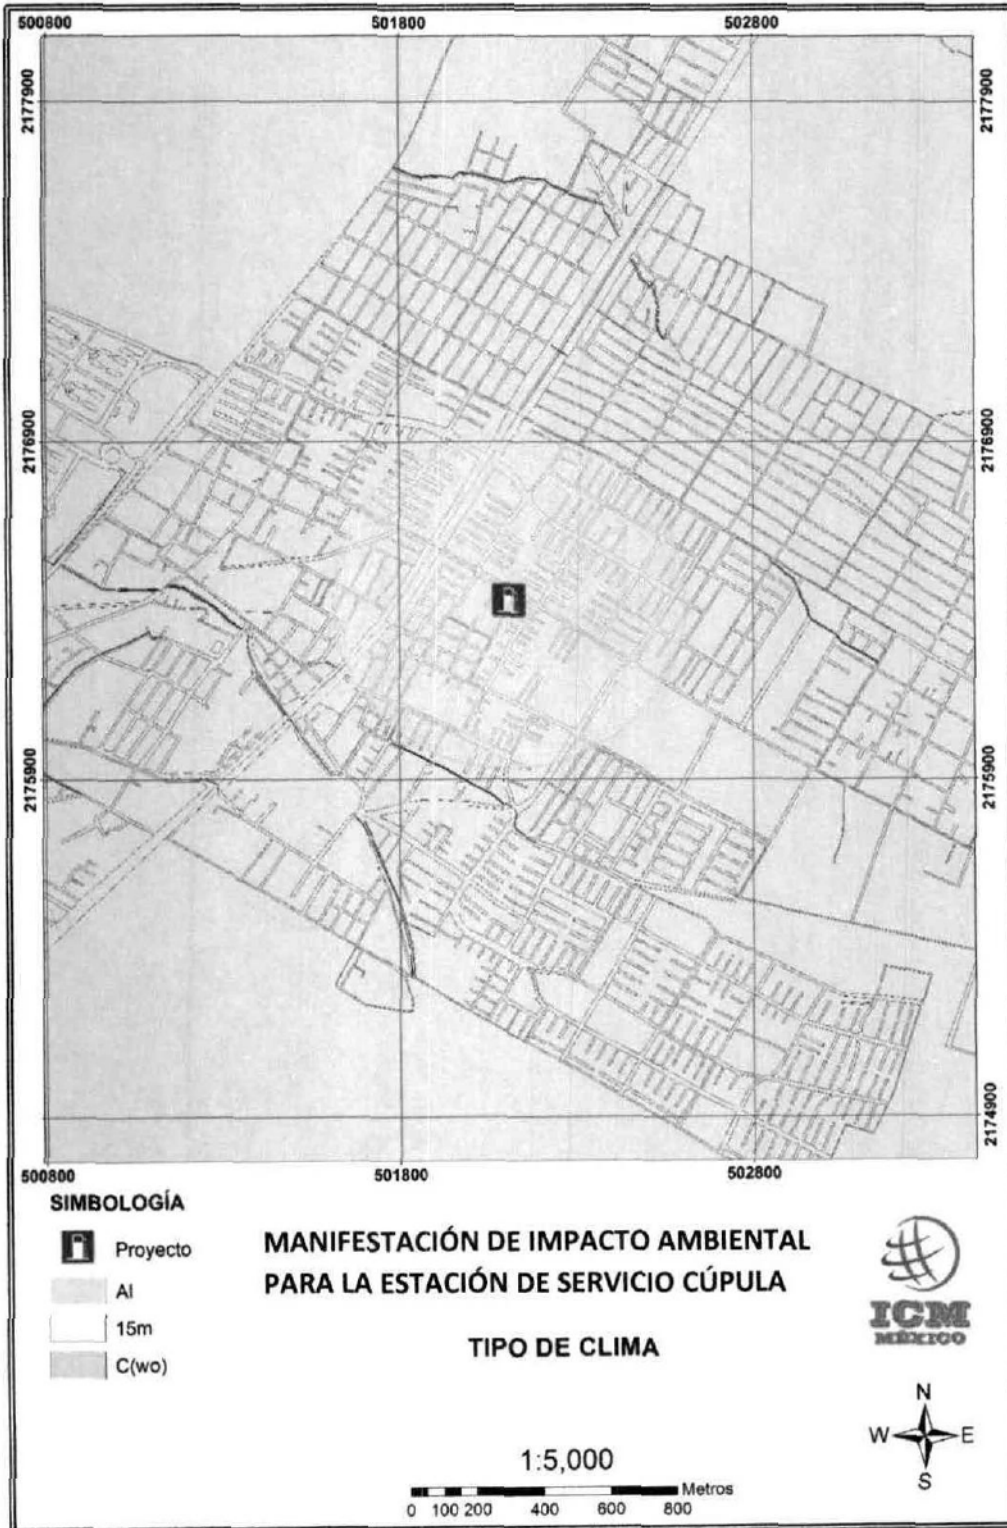 500800 501800 502800
2177900 2177900
2176900 2176900
2175900 2175900
2174900 2174900
500800 501800 502800
SIMBOLOGÍA
Proyecto
AI
15m
C(wo)
MANIFESTACIÓN DE IMPACTO AMBIENTAL
PARA LA ESTACIÓN DE SERVICIO CÚPULA
TIPO DE CLIMA
ICM
MÉXICO
N
W E
S
1:5,000
Metros
0 100 200 400 600 800